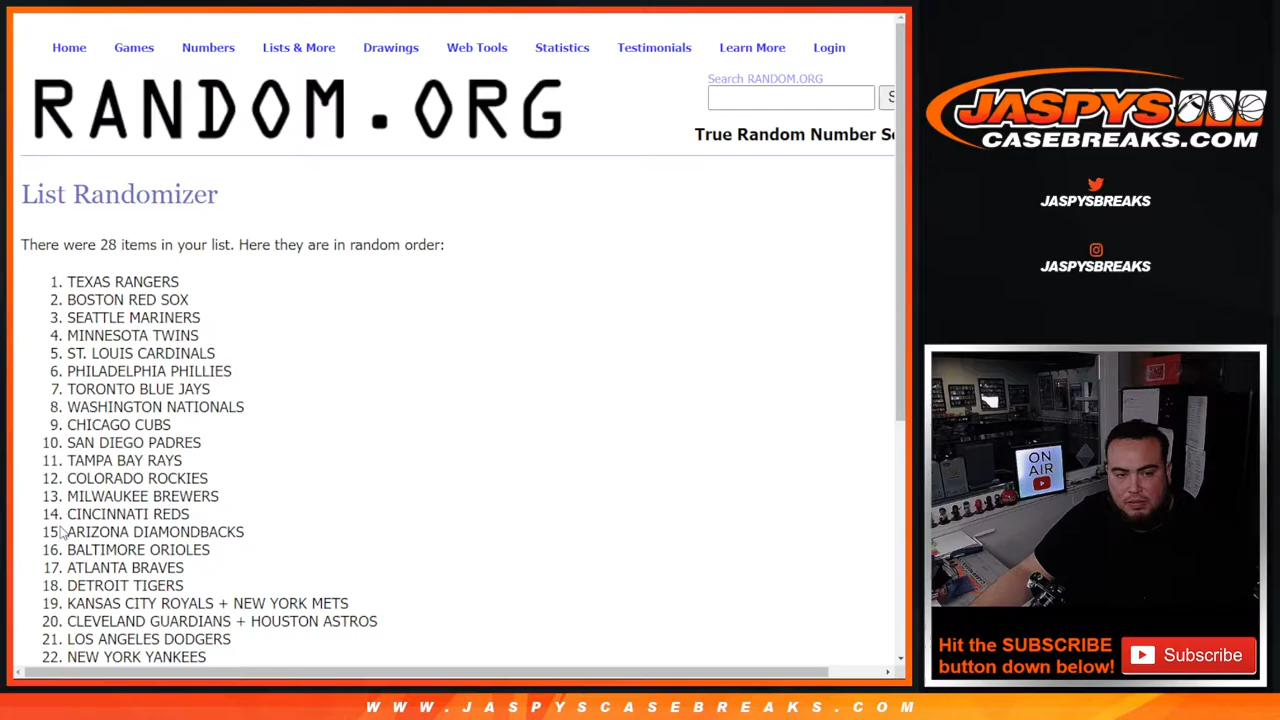 Home Games Numbers Lists & More Drawings Web Tools Statistics Testimonials Learn More Login
RANDOM.ORG
Search RANDOM.ORG
True Random Number Se
List Randomizer
There were 28 items in your list. Here they are in random order:
1. TEXAS RANGERS
2. BOSTON RED SOX
3. SEATTLE MARINERS
4. MINNESOTA TWINS
5. ST. LOUIS CARDINALS
6. PHILADELPHIA PHILLIES
7. TORONTO BLUE JAYS
8. WASHINGTON NATIONALS
9. CHICAGO CUBS
10. SAN DIEGO PADRES
11. TAMPA BAY RAYS
12. COLORADO ROCKIES
13. MILWAUKEE BREWERS
14. CINCINNATI REDS
15. ARIZONA DIAMONDBACKS
16. BALTIMORE ORIOLES
17. ATLANTA BRAVES
18. DETROIT TIGERS
19. KANSAS CITY ROYALS + NEW YORK METS
20. CLEVELAND GUARDIANS + HOUSTON ASTROS
21. LOS ANGELES DODGERS
22. NEW YORK YANKEES
JASPYS
CASEBREAKS.COM
JASPYSBREAKS
JASPYSBREAKS
ON
AIR
Hit the SUBSCRIBE
button down below!
Subscribe
WWW.JASPYSCASEBREAKS.COM